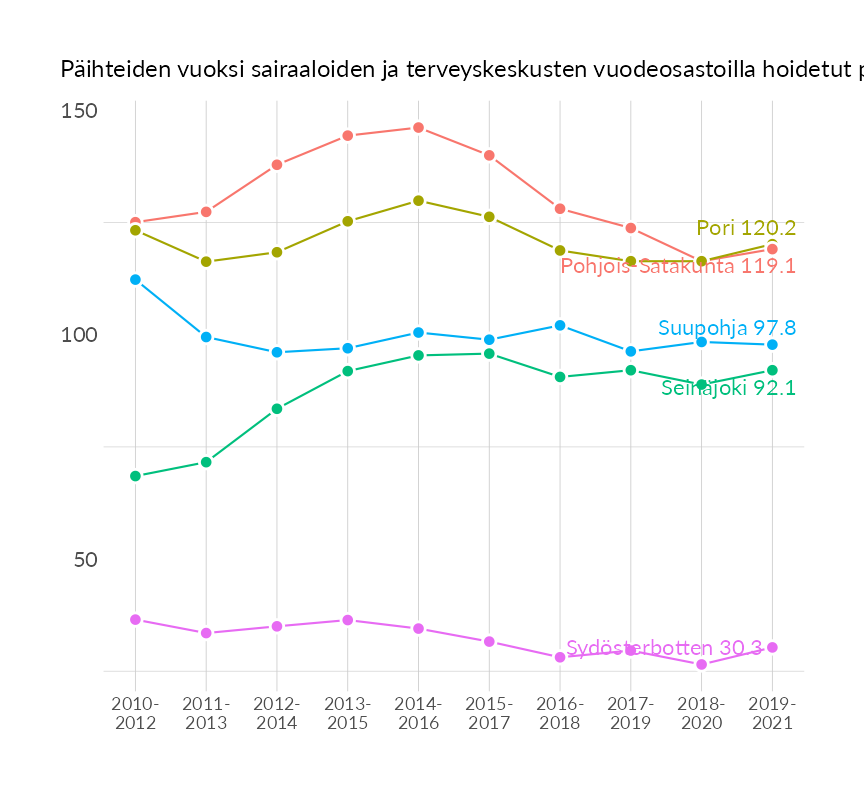 Päihteiden vuoksi sairaaloiden ja terveyskeskusten vuodeosastoilla hoidetut
150
Pori 120.2
Pohjois-Satakunta 119.1
Suupohja 97.8
100
Seinäjoki 92.1
50
Sydösterbotten 30.3
2010-2012 2011-2013 2012-2014 2013-2015 2014-2016 2015-2017 2016-2018 2017-2019 2018-2020 2019-2021